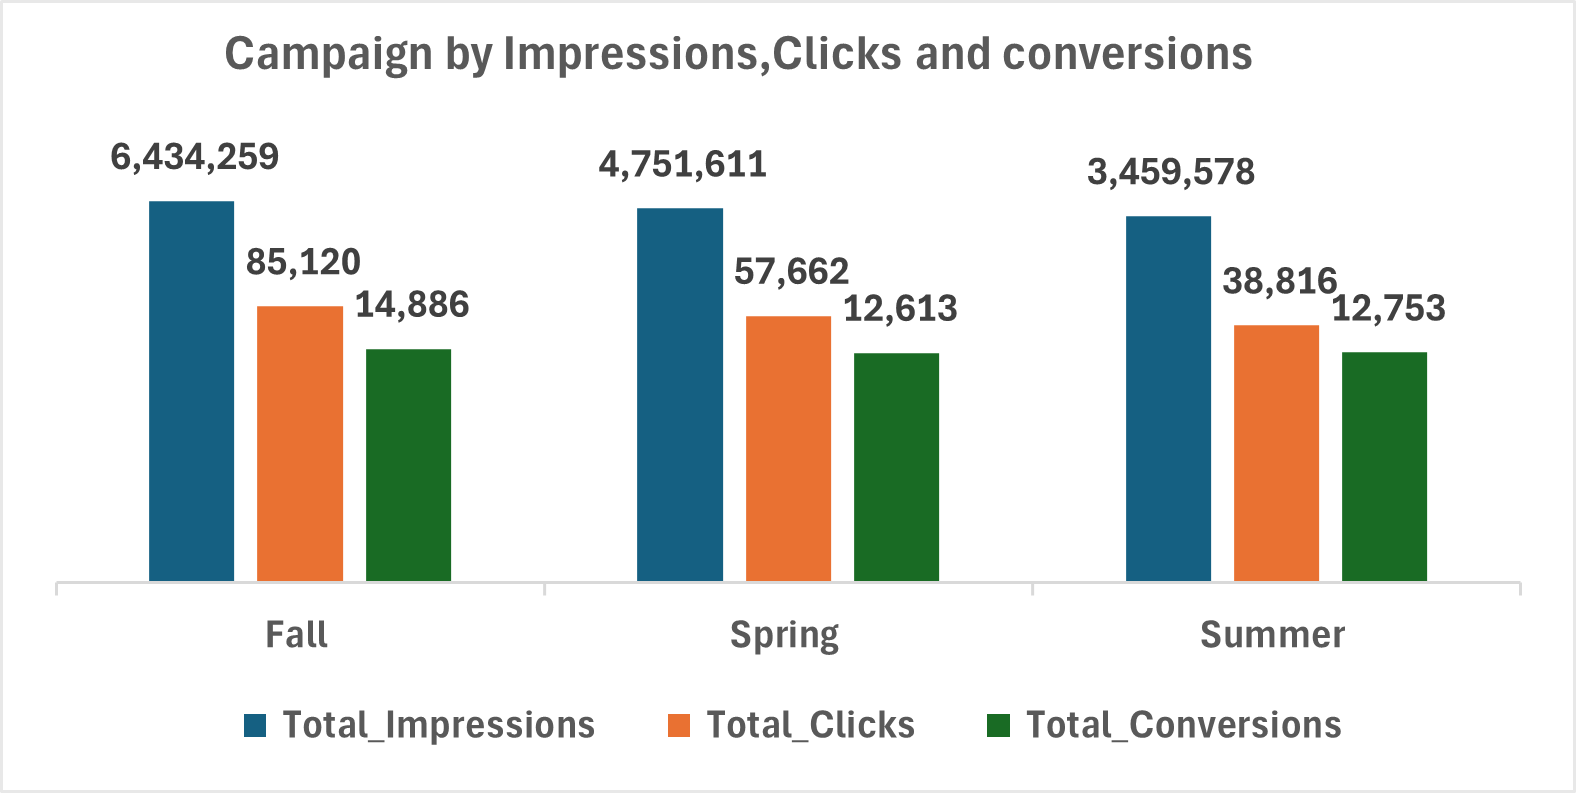 Campaign by Impressions,Clicks and conversions
6,434,259
85,120
14,886
4,751,611
57,662
12,613
3,459,578
38,816
12,753
Fall
Spring
Summer
Total_Impressions
Total_Clicks
Total_Conversions